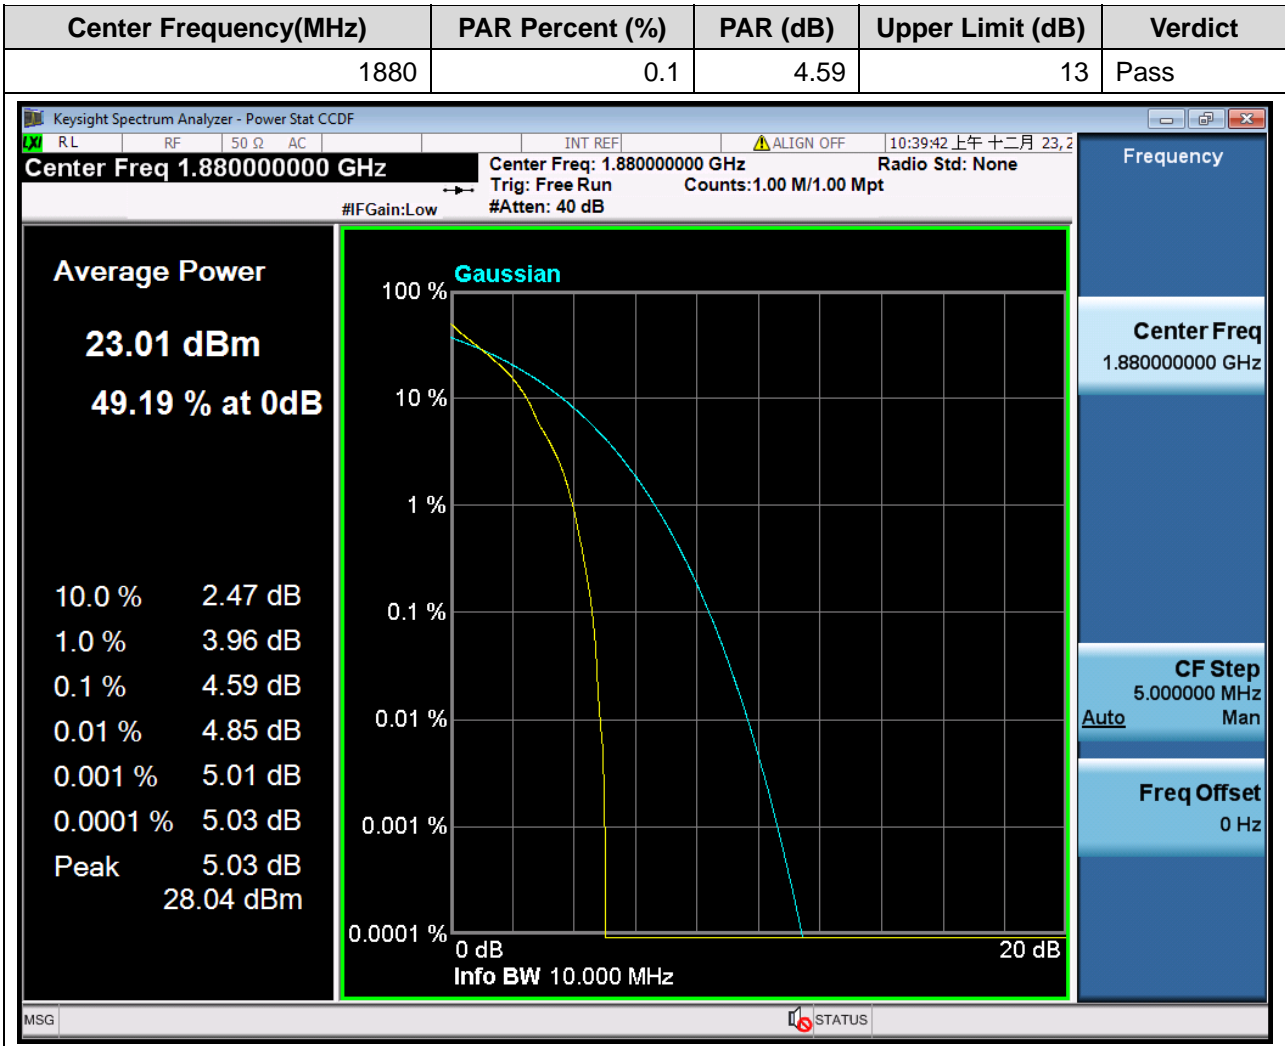 Center Frequency(MHz) PAR Percent (%) PAR (dB) Upper Limit (dB) Verdict
1880 0.1 4.59 13 Pass
Keysight Spectrum Analyzer - Power Stat CCDF
LXI RL RF 50 Ω AC INT REF ALIGN OFF 10:39:42 上午 十二月 23, 2
Center Freq 1.880000000 GHz
Center Freq: 1.880000000 GHz Radio Std: None
Trig: Free Run Counts:1.00 M/1.00 Mpt
#IFGain:Low #Atten: 40 dB
Average Power
23.01 dBm
49.19 % at 0dB
10.0 % 2.47 dB
1.0 % 3.96 dB
0.1 % 4.59 dB
0.01 % 4.85 dB
0.001 % 5.01 dB
0.0001 % 5.03 dB
Peak 5.03 dB
28.04 dBm
Gaussian
100 %
10 %
1 %
0.1 %
0.01 %
0.001 %
0.0001 %
0 dB 20 dB
Info BW 10.000 MHz
Frequency
Center Freq
1.880000000 GHz
CF Step
5.000000 MHz
Auto Man
Freq Offset
0 Hz
MSG STATUS